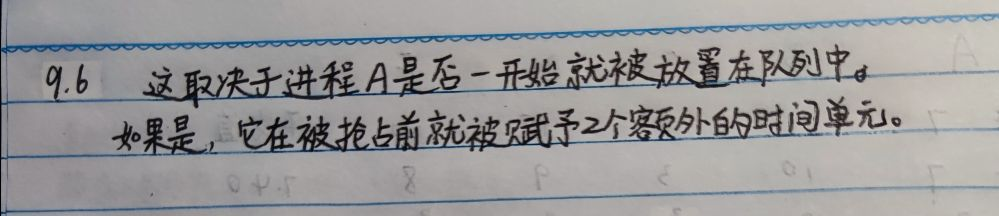 9.6 这取决于进程A是否一开始就被放置在队列中。
如果是，它在被抢占前就被赋予2个额外的时间单元。